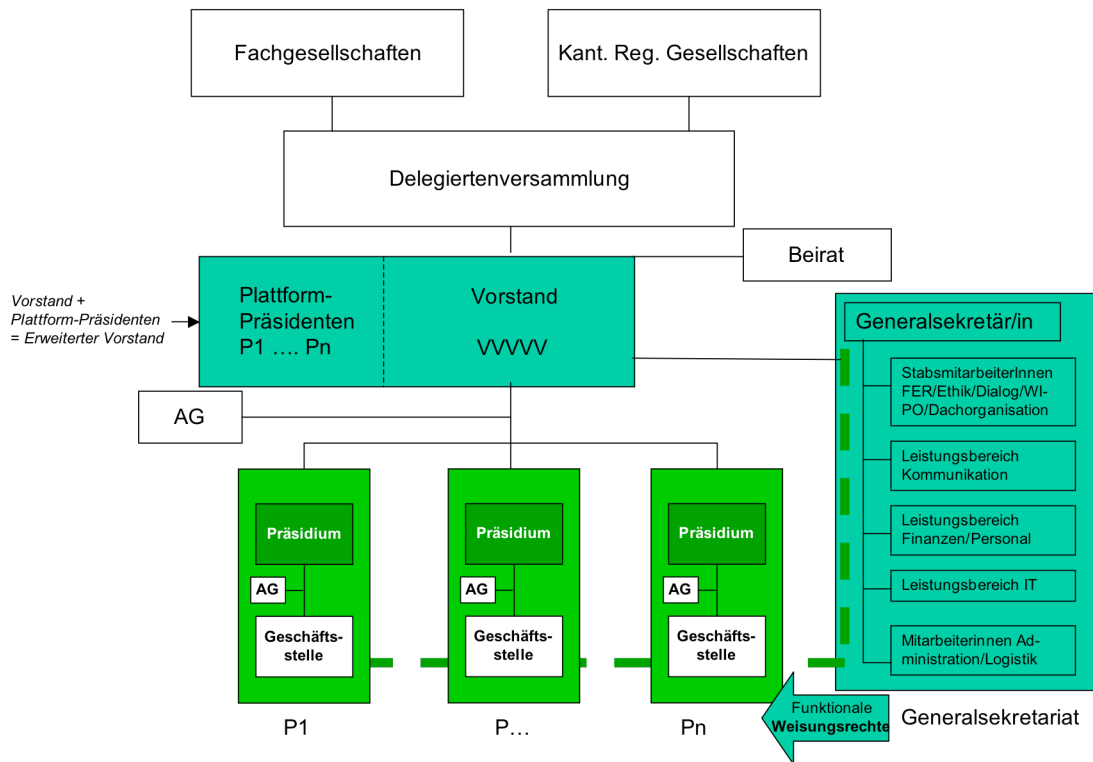 Fachgesellschaften
Kant. Reg. Gesellschaften
Delegiertenversammlung
Beirat
Vorstand +
Plattform-Präsidenten
= Erweiterter Vorstand
Plattform-
Präsidenten
P1 …. Pn
Vorstand
VVVVV
AG
Generalsekretär/in
StabsmitarbeiterInnen
FER/Ethik/Dialog/WI-
PO/Dachorganisation
Leistungsbereich
Kommunikation
Leistungsbereich
Finanzen/Personal
Leistungsbereich IT
Mitarbeiterinnen Ad-
ministration/Logistik
Präsidium
AG
Geschäfts-
stelle
P1
Präsidium
AG
Geschäfts-
stelle
P…
Präsidium
AG
Geschäfts-
stelle
Pn
Funktionale
Weisungsrechte
Generalsekretariat